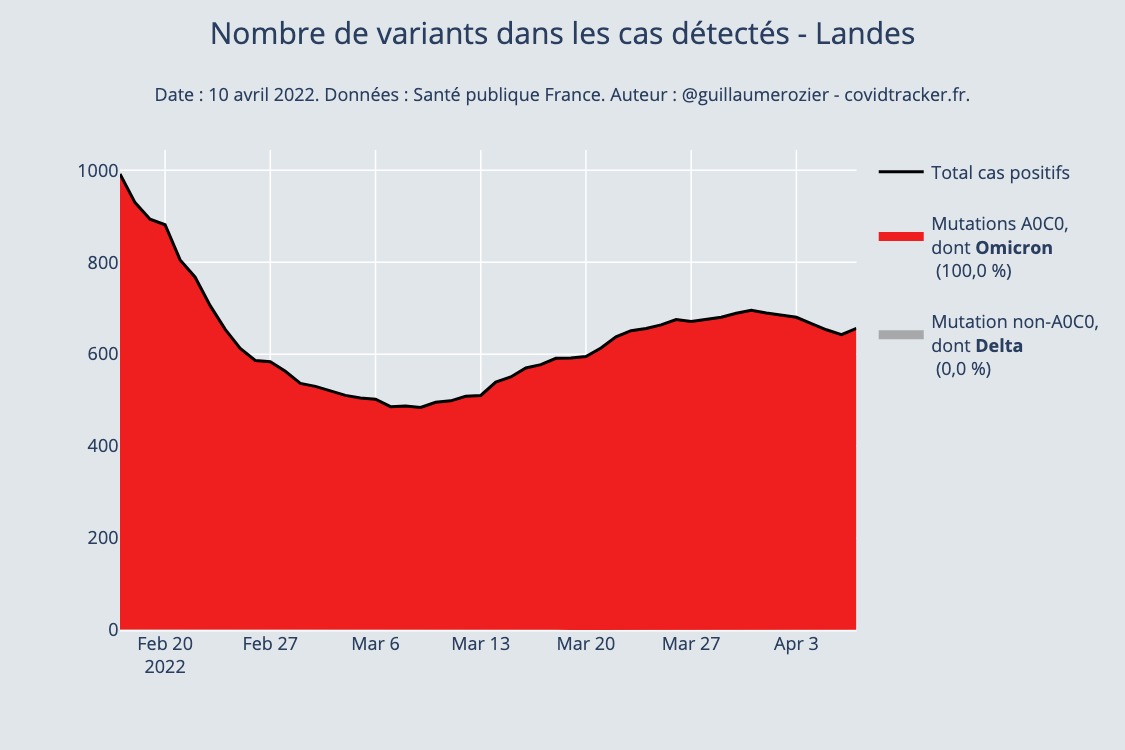 Nombre de variants dans les cas détectés - Landes
Date : 10 avril 2022. Données : Santé publique France. Auteur : @guillaumerozier - covidtracker.fr.
1000
800
600
400
200
0
Feb 20
2022
Feb 27
Mar 6
Mar 13
Mar 20
Mar 27
Apr 3
Total cas positifs
Mutations A0C0,
dont Omicron
(100,0 %)
Mutation non-A0C0,
dont Delta
(0,0 %)